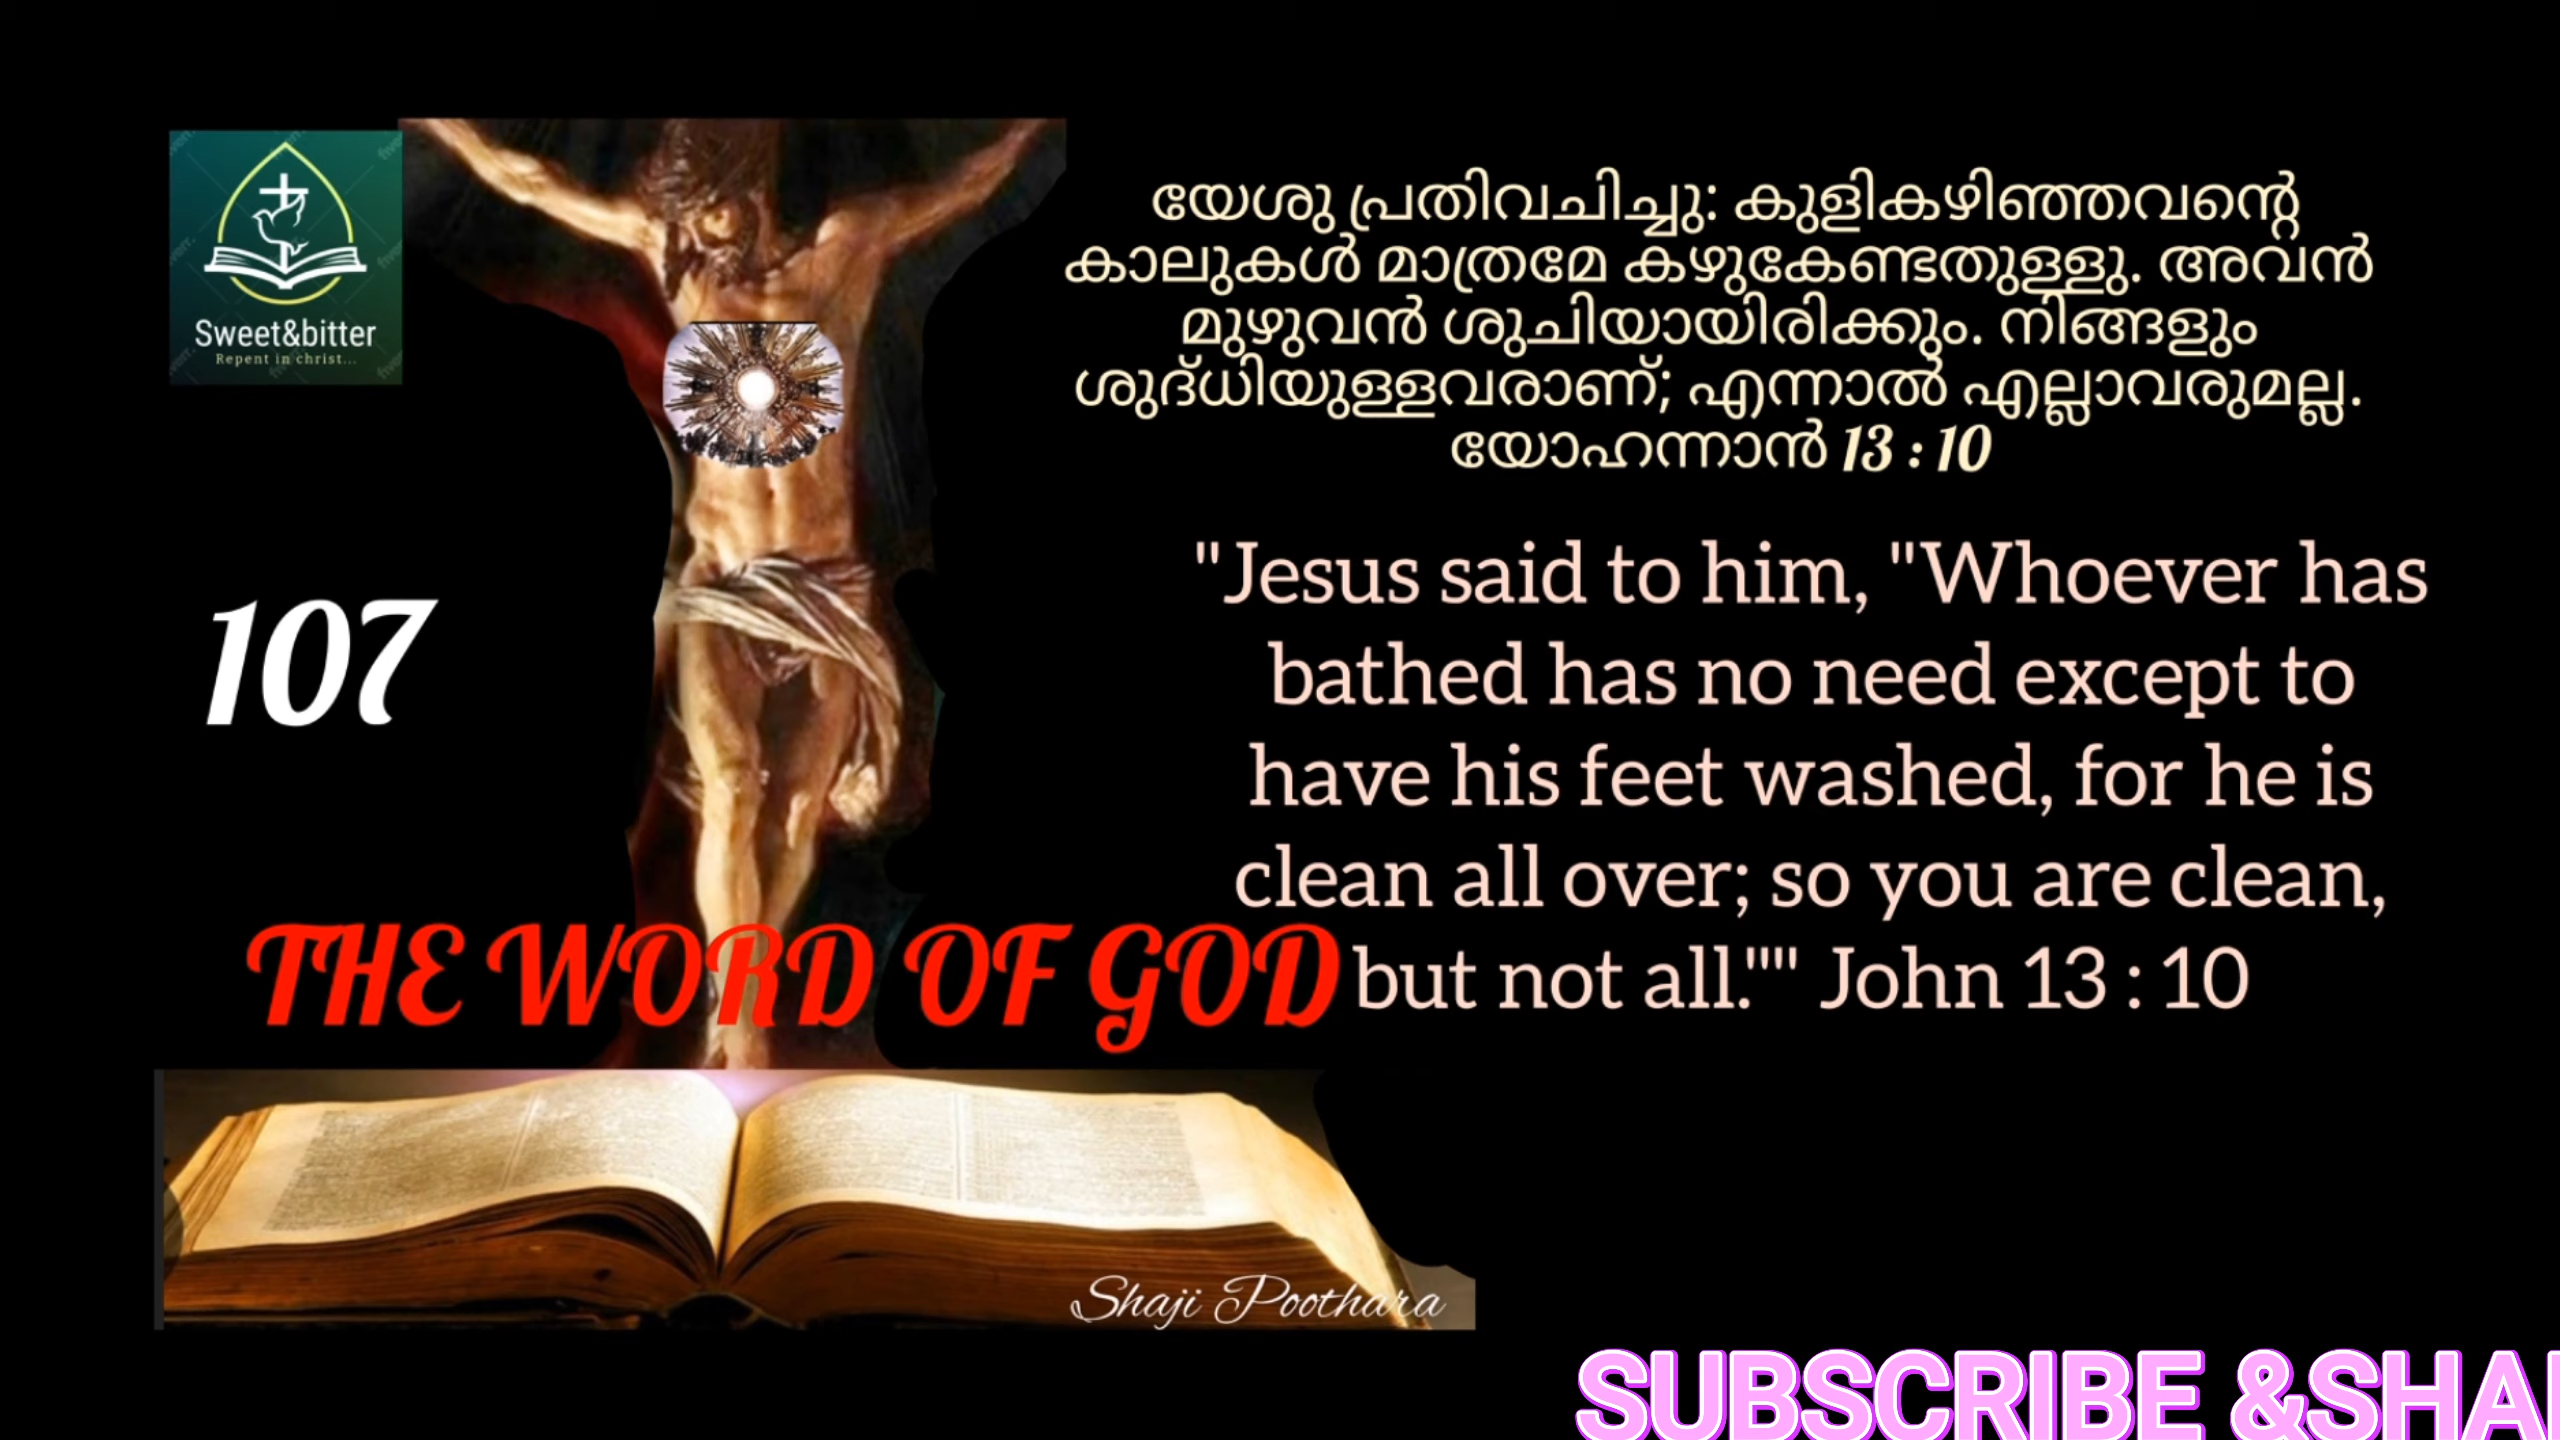 Sweet&bitter
Repent in christ...
യേശു പ്രതിവചിച്ചു: കുളികഴിഞ്ഞവന്റെ
കാലുകൾ മാത്രമേ കഴുകേണ്ടതുള്ളു. അവൻ
മുഴുവൻ ശുചിയായിരിക്കും. നിങ്ങളും
ശുദ്ധിയുള്ളവരാണ്; എന്നാൽ എല്ലാവരുമല്ല.
യോഹന്നാൻ 13 : 10
"Jesus said to him, "Whoever has
bathed has no need except to
have his feet washed, for he is
clean all over; so you are clean,
but not all."" John 13 : 10
107
THE WORD OF GOD
Shaji Poothara
SUBSCRIBE &SHA